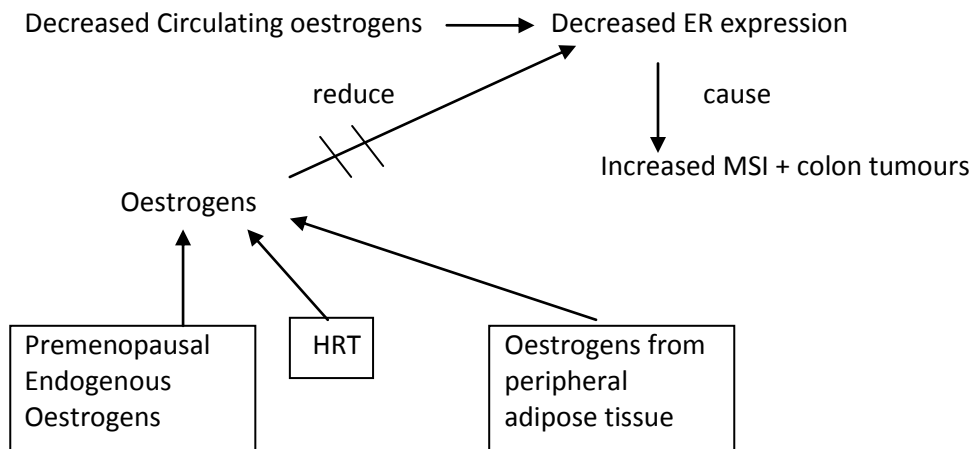 Decreased Circulating oestrogens
Decreased ER expression
reduce
cause
Increased MSI + colon tumours
Oestrogens
Premenopausal
Endogenous
Oestrogens
HRT
Oestrogens from
peripheral
adipose tissue